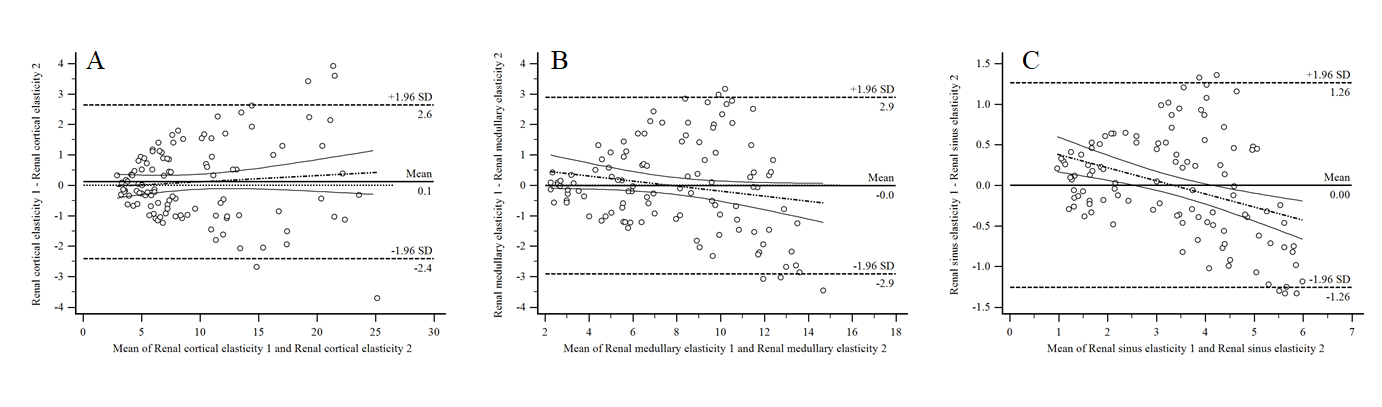 A
Renal cortical elasticity 1 - Renal cortical elasticity 2
4
3
2
1
0
-1
-2
-3
-4
+1.96 SD
2.6
Mean
0.1
-1.96 SD
-2.4
0 5 10 15 20 25 30
Mean of Renal cortical elasticity 1 and Renal cortical elasticity 2
B
Renal medullary elasticity 1 - Renal medullary elasticity 2
4
3
2
1
0
-1
-2
-3
-4
+1.96 SD
2.9
Mean
-0.0
-1.96 SD
-2.9
2 4 6 8 10 12 14 16 18
Mean of Renal medullary elasticity 1 and Renal medullary elasticity 2
C
Renal sinus elasticity 1 - Renal sinus elasticity 2
1.5
1.0
0.5
0.0
-0.5
-1.0
-1.5
+1.96 SD
1.26
Mean
0.00
-1.96 SD
-1.26
0 1 2 3 4 5 6 7
Mean of Renal sinus elasticity 1 and Renal sinus elasticity 2